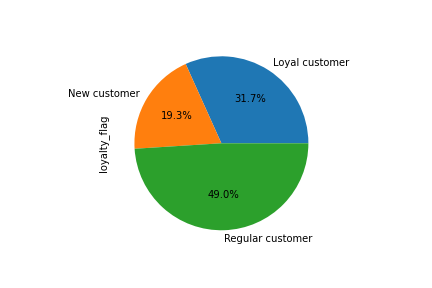 Loyal customer
31.7%
New customer
19.3%
loyalty_flag
49.0%
Regular customer